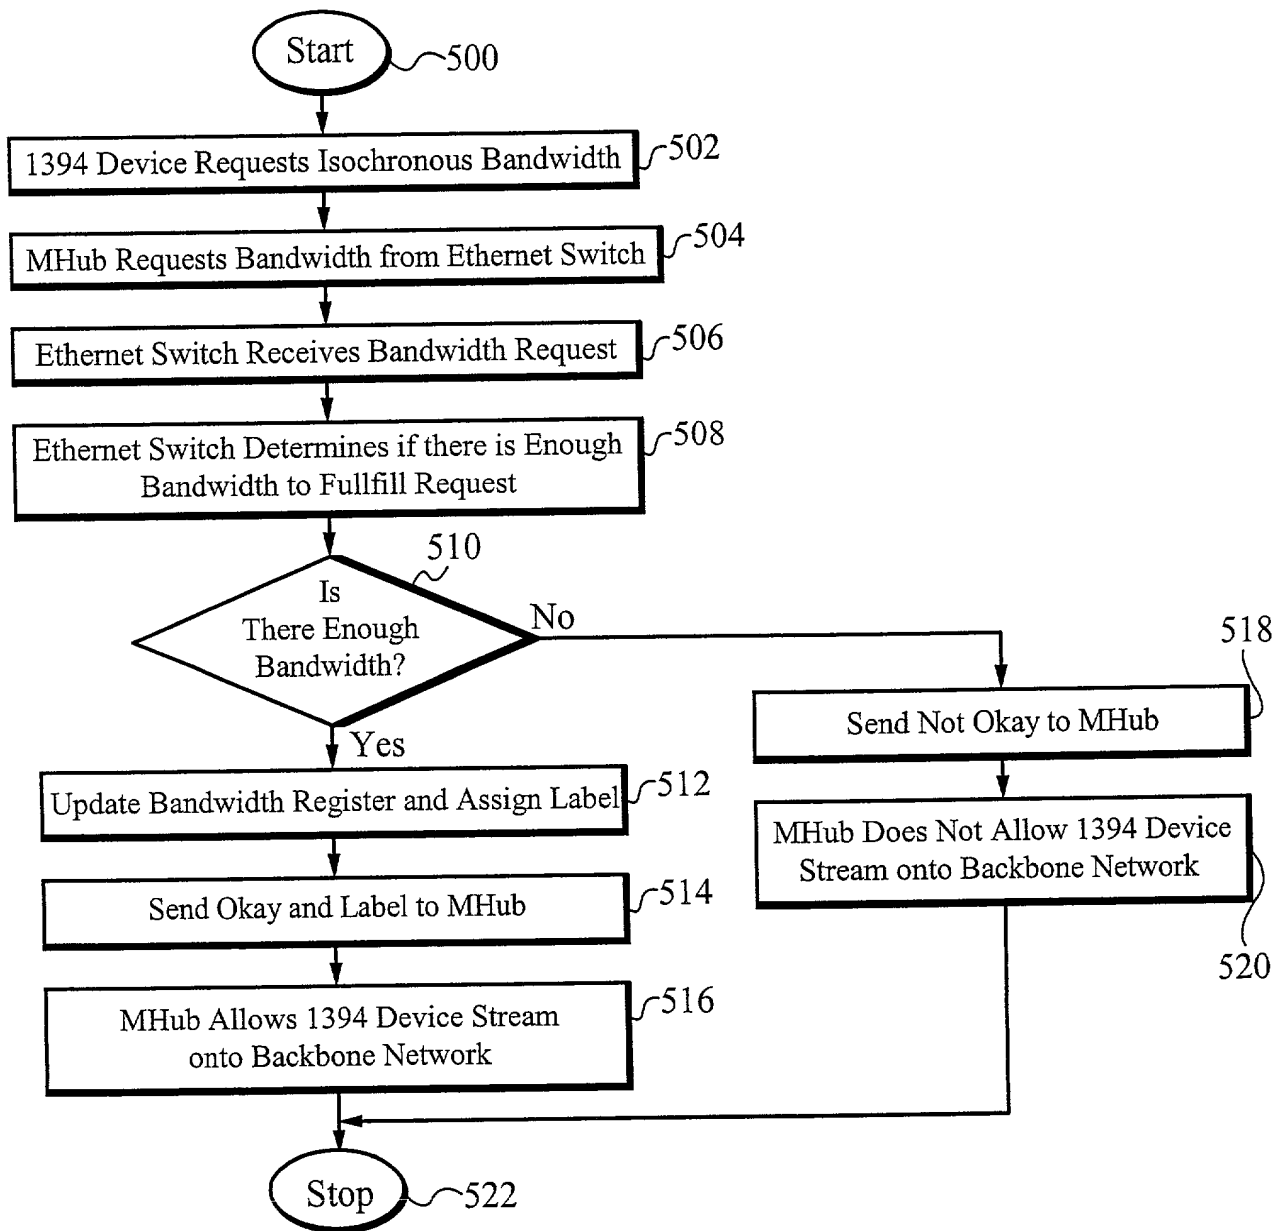 Start
500
1394 Device Requests Isochronous Bandwidth
502
MHub Requests Bandwidth from Ethernet Switch
504
Ethernet Switch Receives Bandwidth Request
506
Ethernet Switch Determines if there is Enough
Bandwidth to Fullfill Request
508
510
Is
There Enough
Bandwidth?
No
Yes
Update Bandwidth Register and Assign Label
512
Send Okay and Label to MHub
514
MHub Allows 1394 Device Stream
onto Backbone Network
516
518
Send Not Okay to MHub
MHub Does Not Allow 1394 Device
Stream onto Backbone Network
520
Stop
522